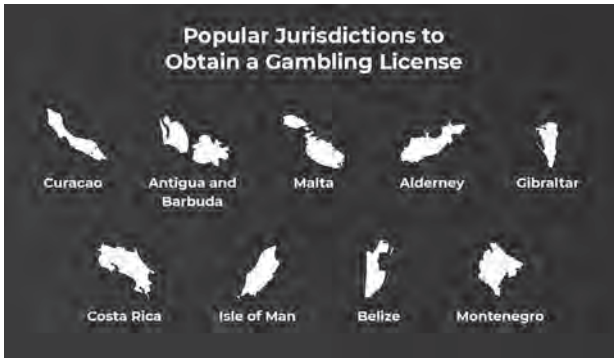 Popular Jurisdictions to
Obtain a Gambling License
Curacao
Antigua and
Barbuda
Malta
Alderney
Gibraltar
Costa Rica
Isle of Man
Belize
Montenegro